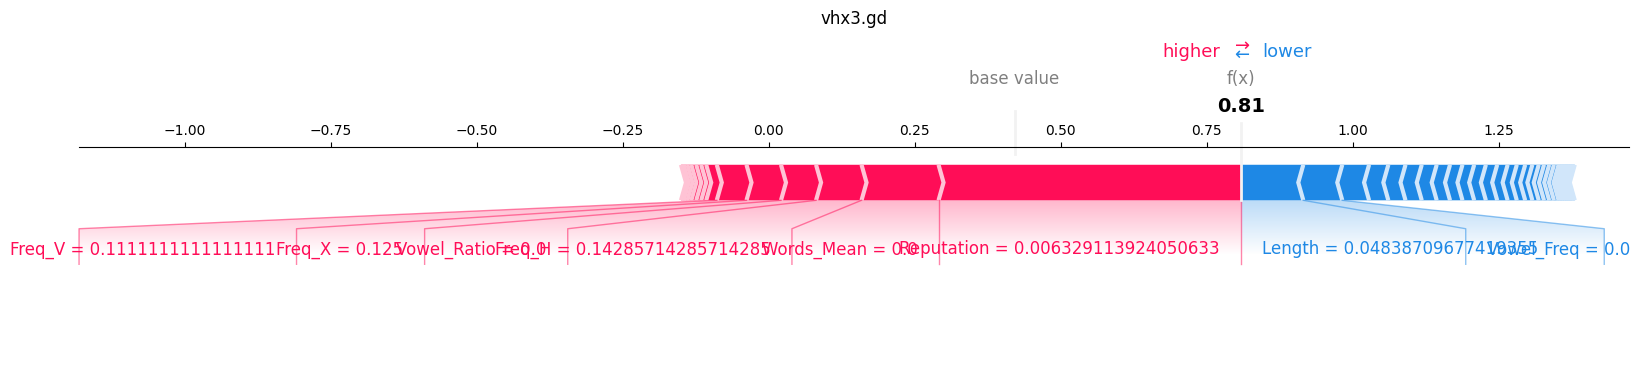 vhx3.gd
higher ⇄ lower
base value f(x)
0.81
−1.00 −0.75 −0.50 −0.25 0.00 0.25 0.50 0.75 1.00 1.25
Freq_V = 0.1111111111111111 Freq_X = 0.125 Vowel_Ratio = 0.0 Freq_H = 0.14285714285714285 Words_Mean = 0.0 Reputation = 0.006329113924050633 Length = 0.04838709677419355 Vowel_Freq = 0.0